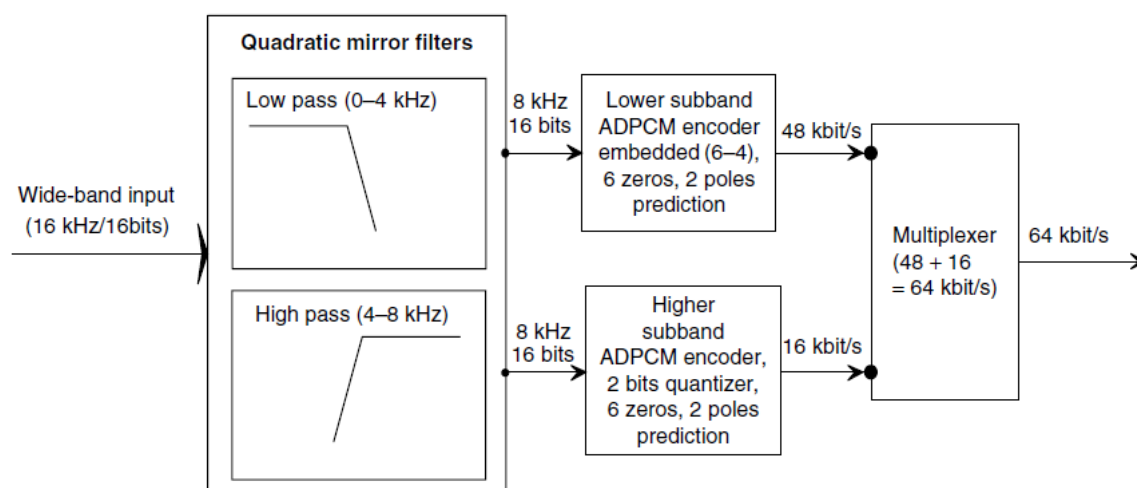 Quadratic mirror filters
Low pass (0–4 kHz)
High pass (4–8 kHz)
Wide-band input
(16 kHz/16bits)
8 kHz
16 bits
Lower subband
ADPCM encoder
embedded (6–4),
6 zeros, 2 poles
prediction
48 kbit/s
8 kHz
16 bits
Higher
subband
ADPCM encoder,
2 bits quantizer,
6 zeros, 2 poles
prediction
16 kbit/s
Multiplexer
(48 + 16
= 64 kbit/s)
64 kbit/s